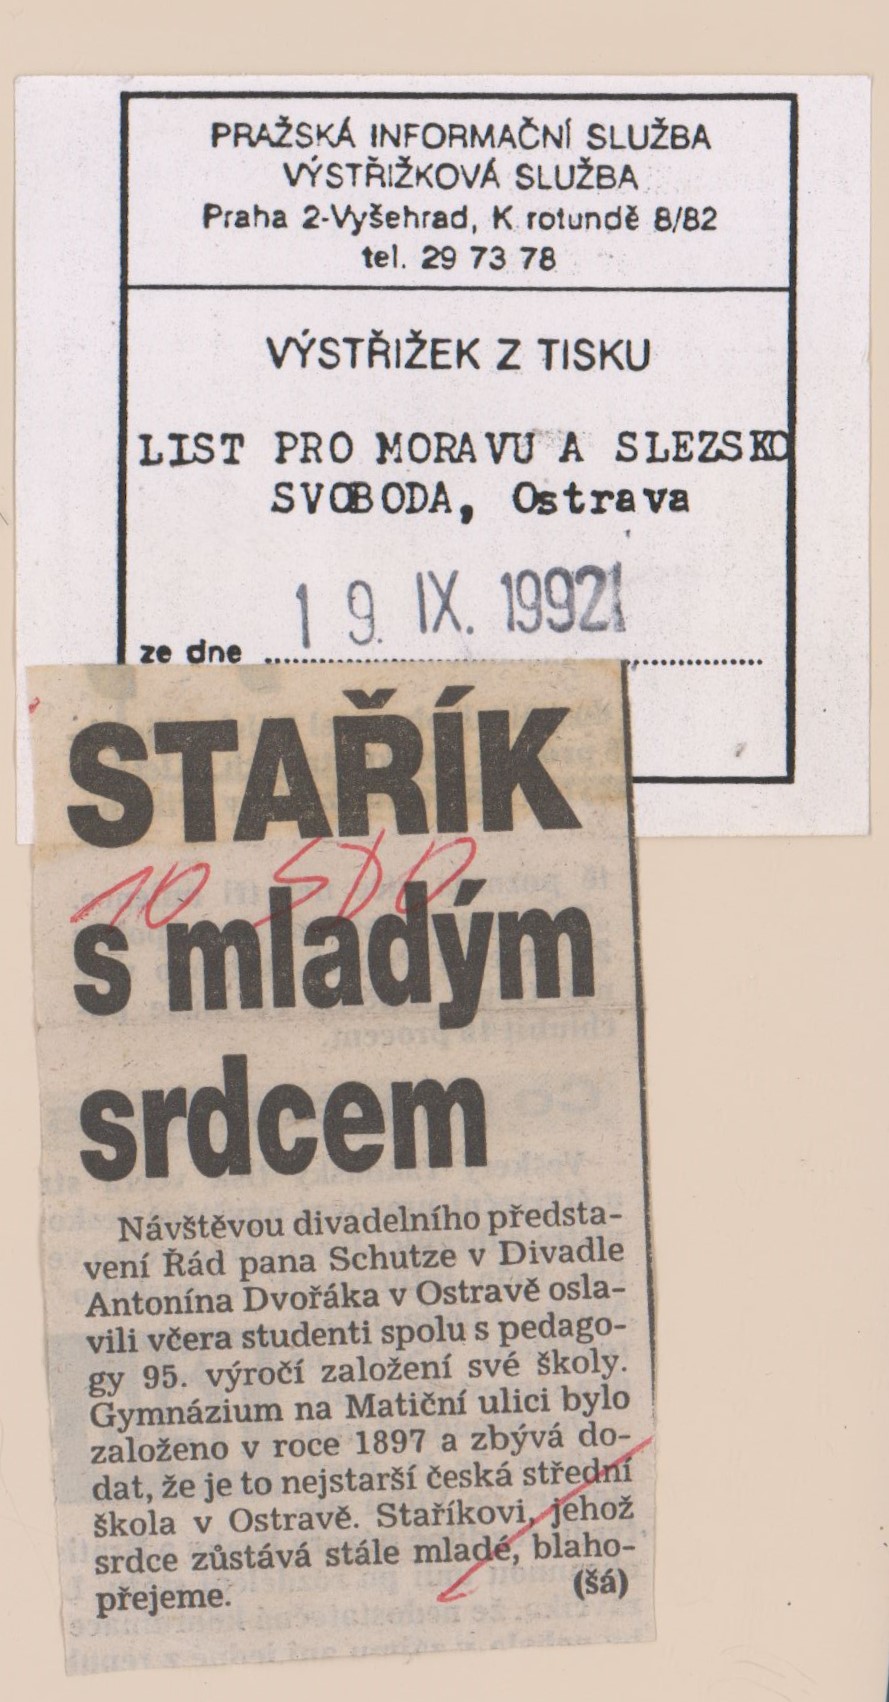 PRAŽSKÁ INFORMAČNÍ SLUŽBA
VÝSTŘIŽKOVÁ SLUŽBA
Praha 2-Vyšehrad, K rotundě 8/82
tel. 29 73 78
VÝSTŘIŽEK Z TISKU
LIST PRO MORAVU A SLEZSKO
SVOBODA, Ostrava
19. IX. 1992
ze dne
STAŘÍK
s mladým
srdcem
Návštěvou divadelního předsta-
vení Řád pana Schutze v Divadle
Antonína Dvořáka v Ostravě osla-
vili včera studenti spolu s pedago-
gy 95. výročí založení své školy.
Gymnázium na Matiční ulici bylo
založeno v roce 1897 a zbývá do-
dat, že je to nejstarší česká střední
škola v Ostravě. Staříkovi, jehož
srdce zůstává stále mladé, blaho-
přejeme. (šá)